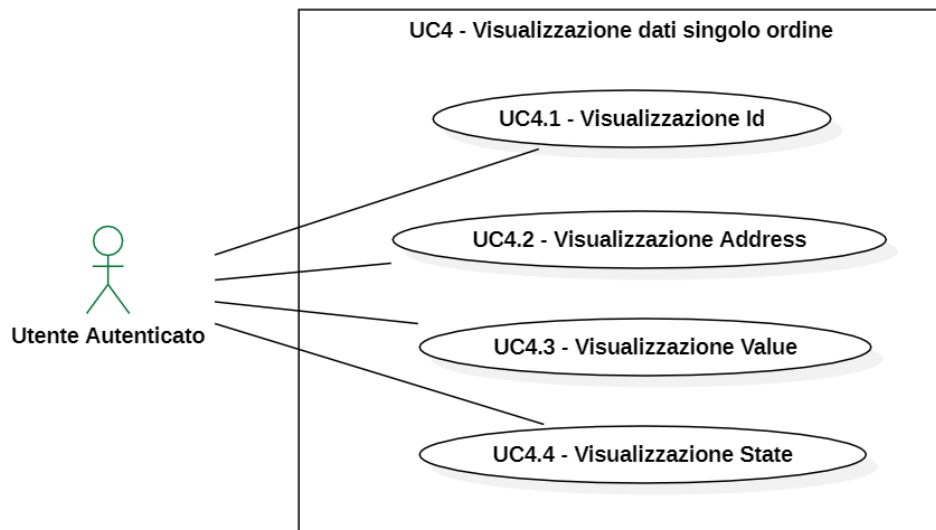 UC4 - Visualizzazione dati singolo ordine
UC4.1 - Visualizzazione Id
UC4.2 - Visualizzazione Address
Utente Autenticato
UC4.3 - Visualizzazione Value
UC4.4 - Visualizzazione State